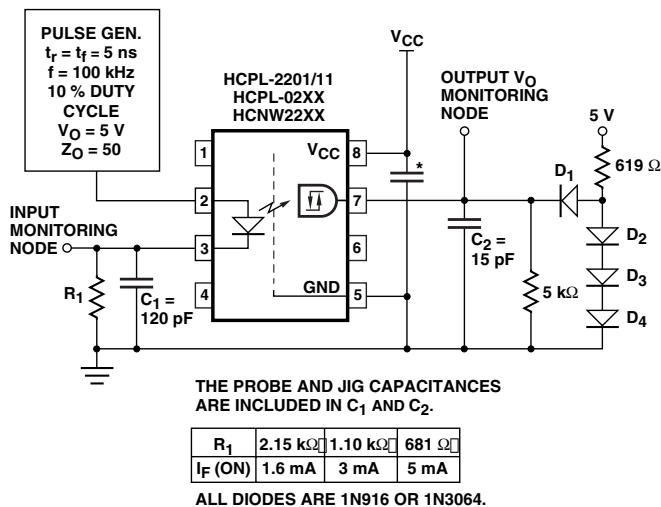 PULSE GEN.
tr = tf = 5 ns
f = 100 kHz
10 % DUTY
CYCLE
VO = 5 V
ZO = 50
HCPL-2201/11
HCPL-02XX
HCNW22XX
VCC
OUTPUT VO
MONITORING
NODE
5 V
619 Ω
D1
D2
D3
D4
1
2
3
4
VCC
GND
8
7
6
5
*
INPUT
MONITORING
NODE
R1
C1 =
120 pF
C2 =
15 pF
5 kΩ
THE PROBE AND JIG CAPACITANCES
ARE INCLUDED IN C1 AND C2.
R1 2.15 kΩ 1.10 kΩ 681 Ω
IF (ON) 1.6 mA 3 mA 5 mA
ALL DIODES ARE 1N916 OR 1N3064.